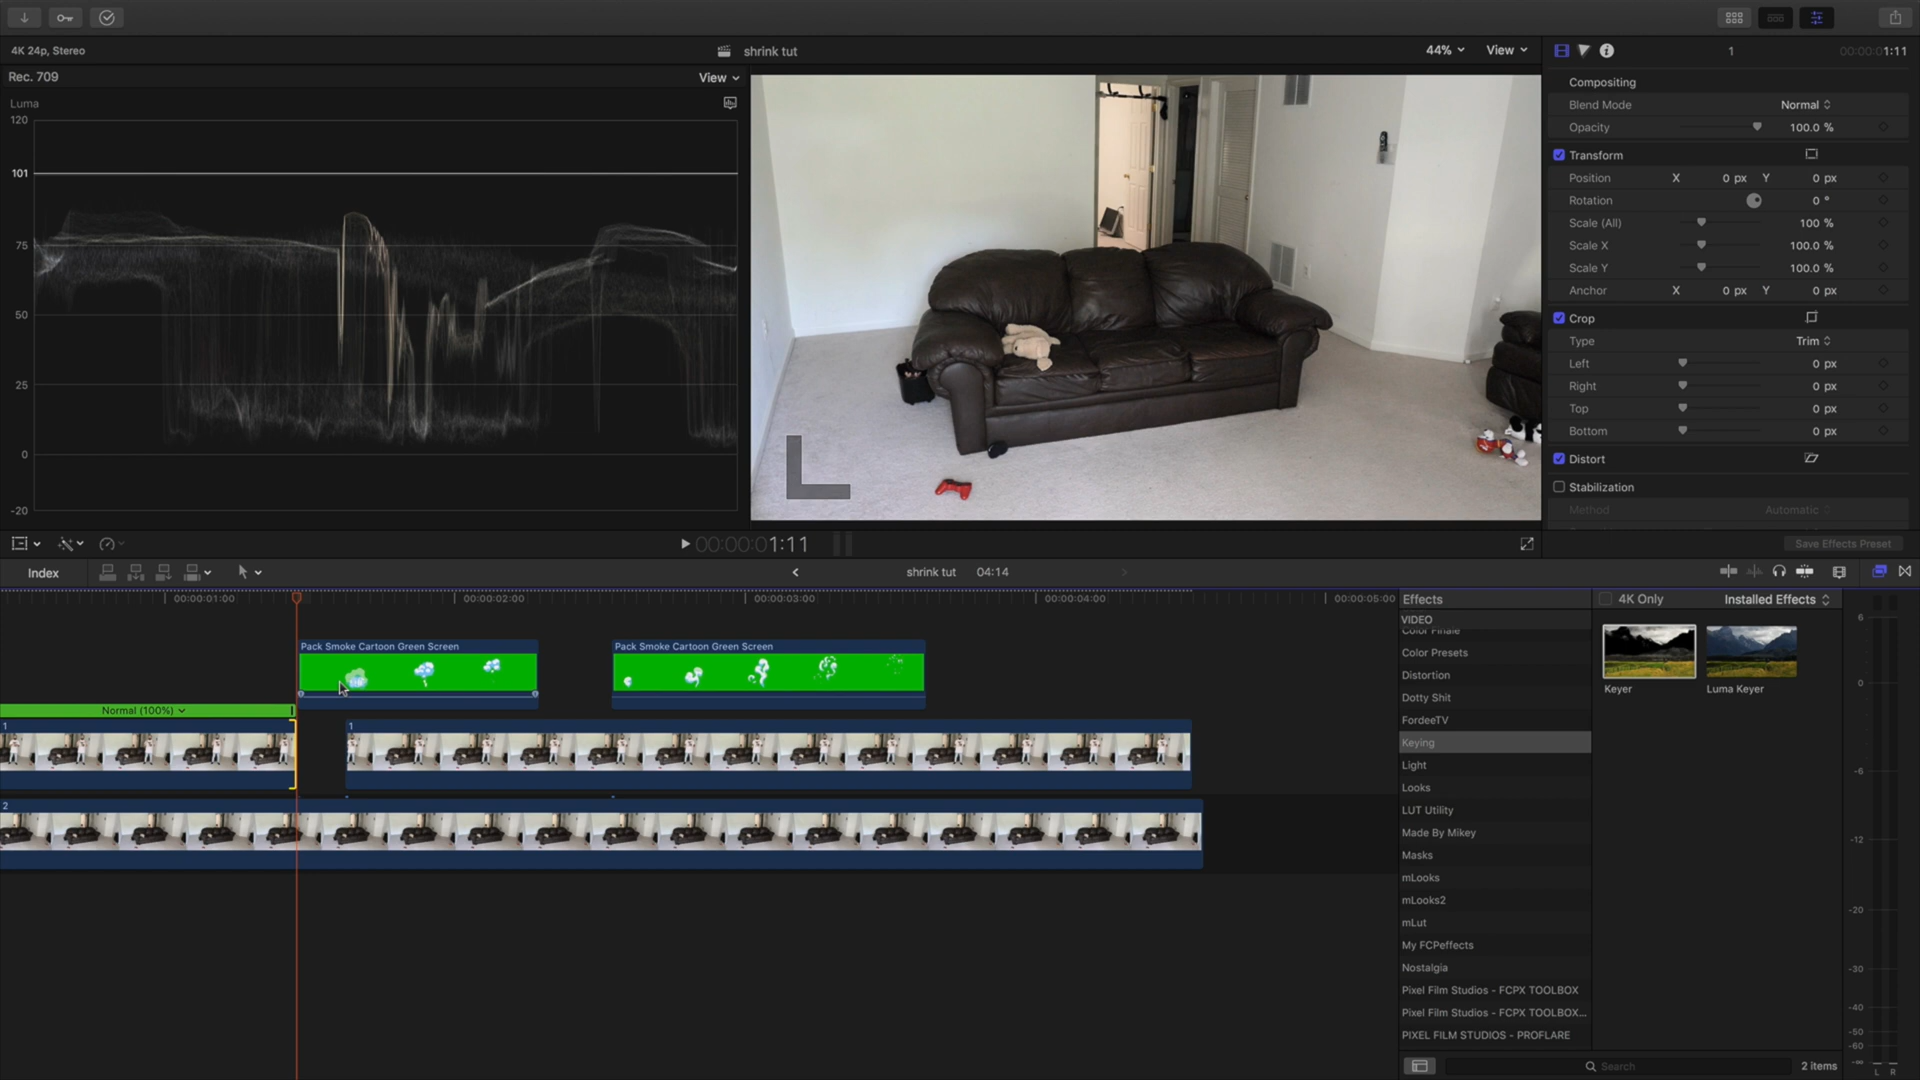 4K 24p, Stereo
shrink tut
44%
View
1
00:00:01:11
Rec. 709
View
Luma
120
101
75
50
25
0
-20
Compositing
Blend Mode Normal
Opacity 100.0 %
Transform
Position X 0 px Y 0 px
Rotation 0 °
Scale (All) 100 %
Scale X 100.0 %
Scale Y 100.0 %
Anchor X 0 px Y 0 px
Crop
Type Trim
Left 0 px
Right 0 px
Top 0 px
Bottom 0 px
Distort
Stabilization
Method Automatic
00:00:01:11
Save Effects Preset
Index
shrink tut 04:14
00:00:01:00
00:00:02:00
00:00:03:00
00:00:04:00
00:00:05:00
Pack Smoke Cartoon Green Screen
Pack Smoke Cartoon Green Screen
Normal (100%)
1
1
2
Effects
4K Only
Installed Effects
VIDEO
Color Finale
Color Presets
Distortion
Dotty Shit
FordeeTV
Keying
Light
Looks
LUT Utility
Made By Mikey
Masks
mLooks
mLooks2
mLut
My FCPeffects
Nostalgia
Pixel Film Studios - FCPX TOOLBOX
Pixel Film Studios - FCPX TOOLBOX...
PIXEL FILM STUDIOS - PROFLARE
Keyer
Luma Keyer
Search
2 items
6
0
-6
-12
-20
-30
-40
-50
-60
-∞
L R